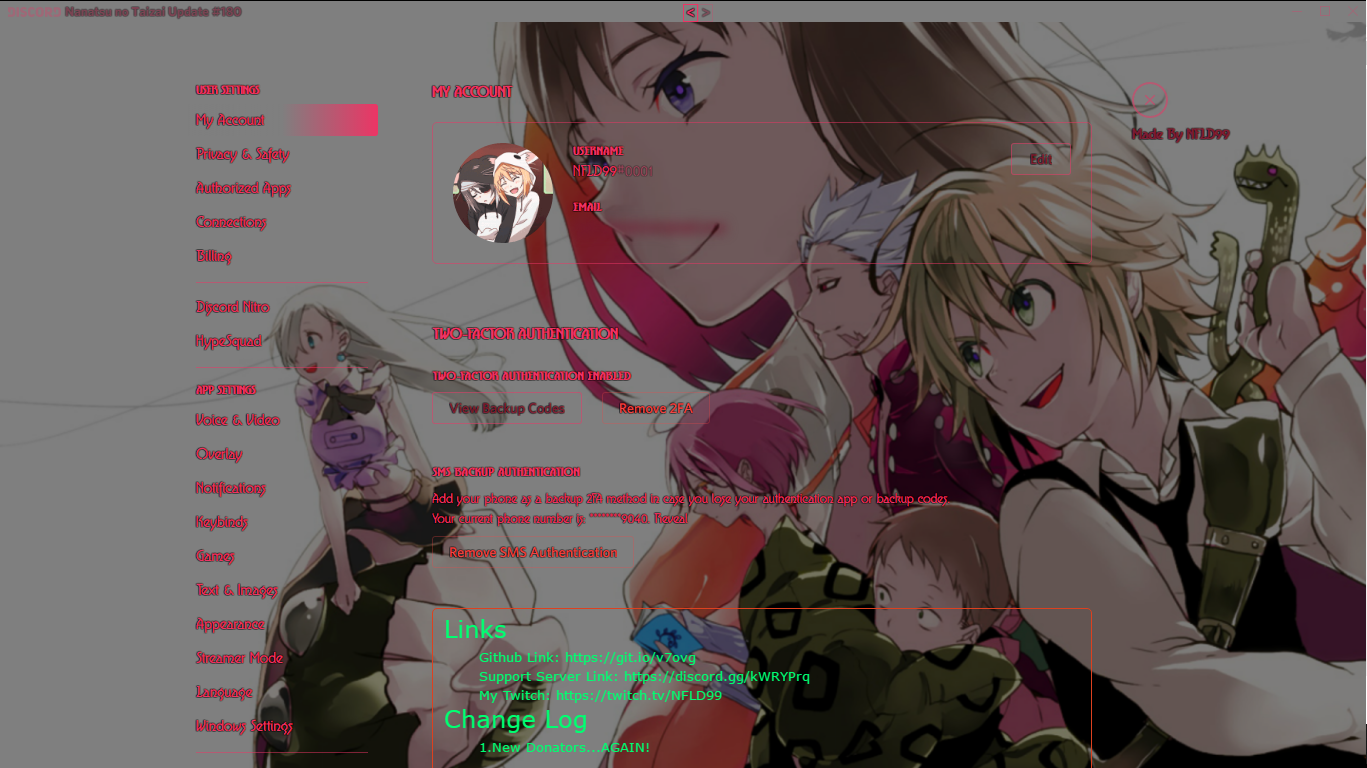 DISCORD Nanatsu no Taizai Update #180
< >
USER SETTINGS
My Account
Privacy & Safety
Authorized Apps
Connections
Billing
Discord Nitro
HypeSquad
APP SETTINGS
Voice & Video
Overlay
Notifications
Keybinds
Games
Text & Images
Appearance
Streamer Mode
Language
Windows Settings
MY ACCOUNT
Made By NFLD99
USERNAME
NFLD99#0001
Edit
EMAIL
TWO-FACTOR AUTHENTICATION
TWO-FACTOR AUTHENTICATION ENABLED
View Backup Codes
Remove 2FA
SMS BACKUP AUTHENTICATION
Add your phone as a backup 2FA method in case you lose your authentication app or backup codes.
Your current phone number is *******9040. Reveal
Remove SMS Authentication
Links
Github Link: https://git.io/v7ovg
Support Server Link: https://discord.gg/kWRYPrq
My Twitch: https://twitch.tv/NFLD99
Change Log
1.New Donators...AGAIN!